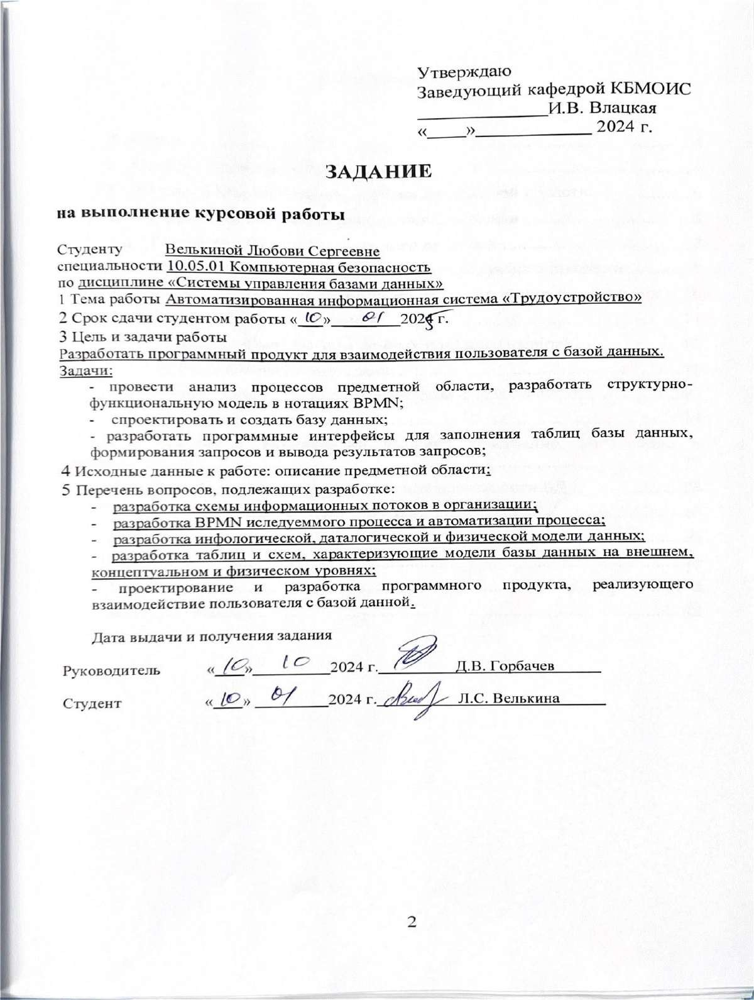 Утверждаю
Заведующий кафедрой КБМОИС
_______________И.В. Влацкая
«____»______________ 2024 г.
ЗАДАНИЕ
на выполнение курсовой работы
Студенту Велькиной Любови Сергеевне
специальности 10.05.01 Компьютерная безопасность
по дисциплине «Системы управления базами данных»
1 Тема работы Автоматизированная информационная система «Трудоустройство»
2 Срок сдачи студентом работы «10» 01 2025 г.
3 Цель и задачи работы
Разработать программный продукт для взаимодействия пользователя с базой данных.
Задачи:
- провести анализ процессов предметной области, разработать структурно-
функциональную модель в нотациях BPMN;
- спроектировать и создать базу данных;
- разработать программные интерфейсы для заполнения таблиц базы данных,
формирования запросов и вывода результатов запросов;
4 Исходные данные к работе: описание предметной области;
5 Перечень вопросов, подлежащих разработке:
- разработка схемы информационных потоков в организации;
- разработка BPMN иследуеммого процесса и автоматизации процесса;
- разработка инфологической, даталогической и физической модели данных;
- разработка таблиц и схем, характеризующие модели базы данных на внешнем,
концептуальном и физическом уровнях;
- проектирование и разработка программного продукта, реализующего
взаимодействие пользователя с базой данной.
Дата выдачи и получения задания
Руководитель «10» 10 2024 г. Д.В. Горбачев
Студент «10» 01 2024 г. Л.С. Велькина
2